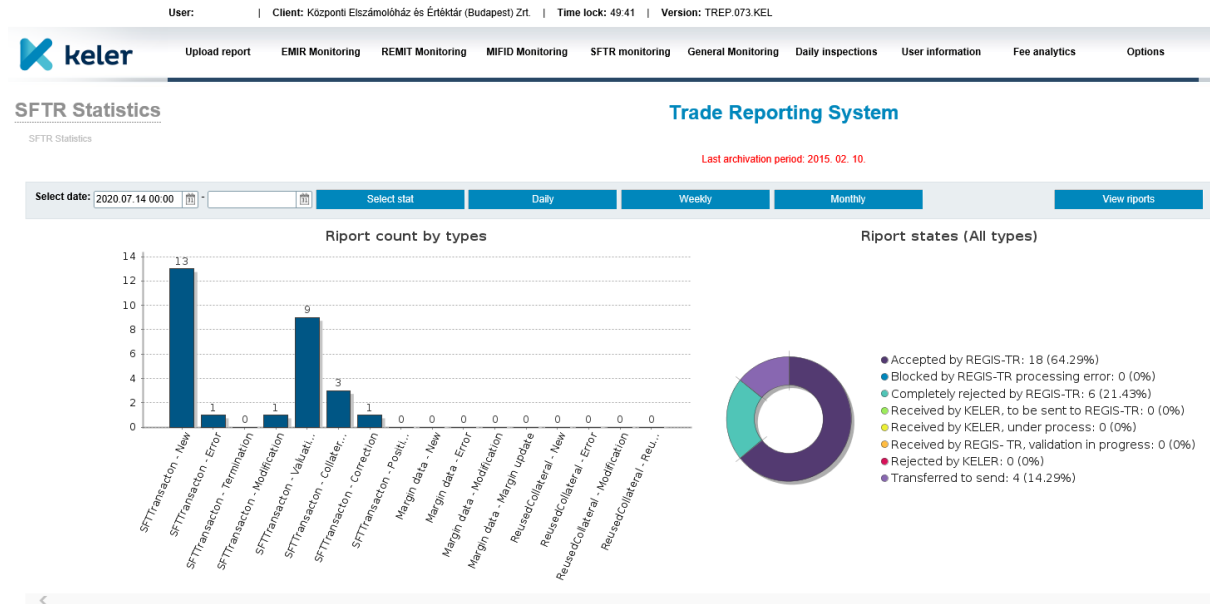 User: | Client: Központi Elszámolóház és Értéktár (Budapest) Zrt. | Time lock: 49:41 | Version: TREP.073.KEL
keler
Upload report EMIR Monitoring REMIT Monitoring MIFID Monitoring SFTR monitoring General Monitoring Daily inspections User information Fee analytics Options
SFTR Statistics
Trade Reporting System
SFTR Statistics
Last archivation period: 2015. 02. 10.
Select date: 2020.07.14 00:00 - Select stat Daily Weekly Monthly View riports
Riport count by types
14
12
10
8
6
4
2
0
13
1
0
1
9
3
1
0
0
0
0
0
0
0
0
0
SFTTransacton - New
SFTTransacton - Error
SFTTransacton - Termination
SFTTransacton - Modification
SFTTransacton - Valuati...
SFTTransacton - Collater...
SFTTransacton - Correction
SFTTransacton - Positi...
Margin data - New
Margin data - Error
Margin data - Modification
Margin data - Margin update
ReusedCollateral - New
ReusedCollateral - Error
ReusedCollateral - Modification
ReusedCollateral - Reu...
Riport states (All types)
Accepted by REGIS-TR: 18 (64.29%)
Blocked by REGIS-TR processing error: 0 (0%)
Completely rejected by REGIS-TR: 6 (21.43%)
Received by KELER, to be sent to REGIS-TR: 0 (0%)
Received by KELER, under process: 0 (0%)
Received by REGIS- TR, validation in progress: 0 (0%)
Rejected by KELER: 0 (0%)
Transferred to send: 4 (14.29%)